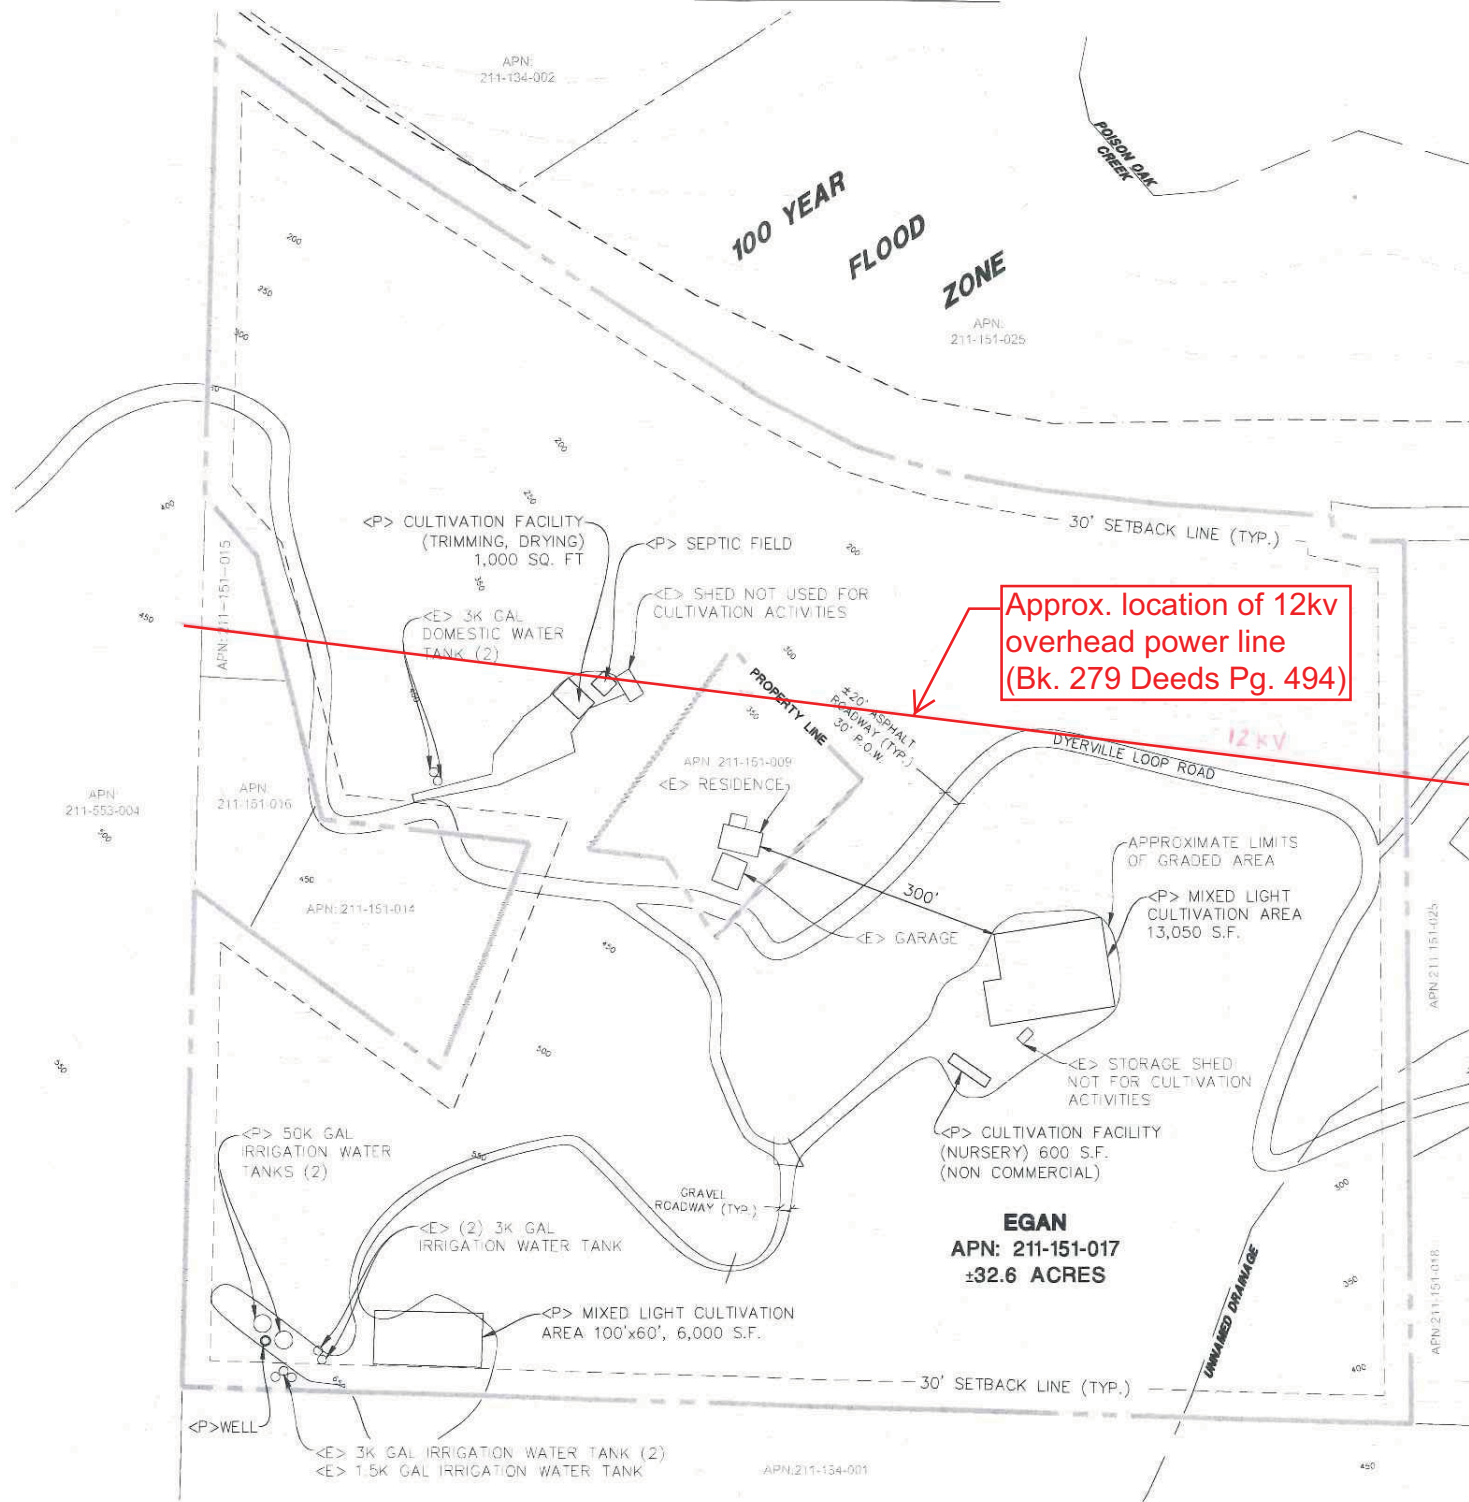 APN:
211-134-002
POISON OAK
CREEK
100 YEAR
FLOOD
ZONE
APN:
211-151-025
200
250
300
200
250
400
<P> CULTIVATION FACILITY
(TRIMMING, DRYING)
1,000 SQ. FT
<P> SEPTIC FIELD
200
30' SETBACK LINE (TYP.)
350
<E> SHED NOT USED FOR
CULTIVATION ACTIVITIES
APN: 211-151-015
450
<E> 3K GAL
DOMESTIC WATER
TANK (2)
Approx. location of 12kv
overhead power line
(Bk. 279 Deeds Pg. 494)
300
PROPERTY LINE
350
±20' ASPHALT
ROADWAY (TYP.)
30' R.O.W.
12 KV
DYERVILLE LOOP ROAD
APN: 211-151-009
<E> RESIDENCE
APN:
211-553-004
APN:
211-151-016
500
APPROXIMATE LIMITS
OF GRADED AREA
<P> MIXED LIGHT
CULTIVATION AREA
13,050 S.F.
300'
450
APN: 211-151-014
<E> GARAGE
450
APN: 211-151-025
550
500
<E> STORAGE SHED
NOT FOR CULTIVATION
ACTIVITIES
<P> 50K GAL
IRRIGATION WATER
TANKS (2)
<P> CULTIVATION FACILITY
(NURSERY) 600 S.F.
(NON COMMERCIAL)
550
GRAVEL
ROADWAY (TYP.)
300
EGAN
APN: 211-151-017
±32.6 ACRES
<E> (2) 3K GAL
IRRIGATION WATER TANK
UNNAMED DRAINAGE
350
APN: 211-151-018
<P> MIXED LIGHT CULTIVATION
AREA 100'x60', 6,000 S.F.
400
30' SETBACK LINE (TYP.)
<P>WELL
<E> 3K GAL IRRIGATION WATER TANK (2)
<E> 1.5K GAL IRRIGATION WATER TANK
APN:211-134-001
450